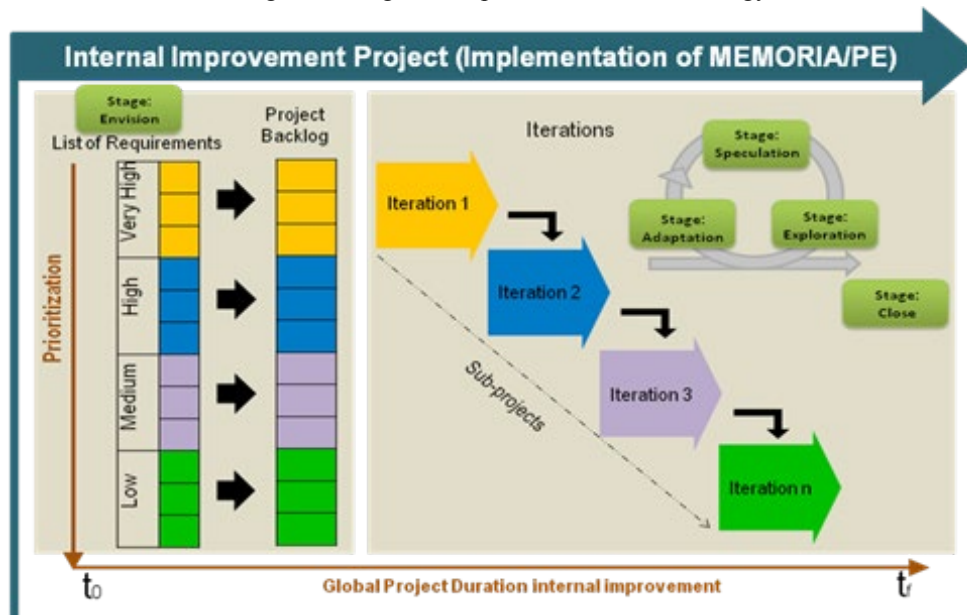 Internal Improvement Project (Implementation of MEMORIA/PE)
Stage:
Envision
List of Requirements
Project
Backlog
Prioritization
Very High
High
Medium
Low
Iterations
Iteration 1
Iteration 2
Iteration 3
Iteration n
Sub-projects
Stage:
Speculation
Stage:
Adaptation
Stage:
Exploration
Stage:
Close
t0
Global Project Duration internal improvement
tf